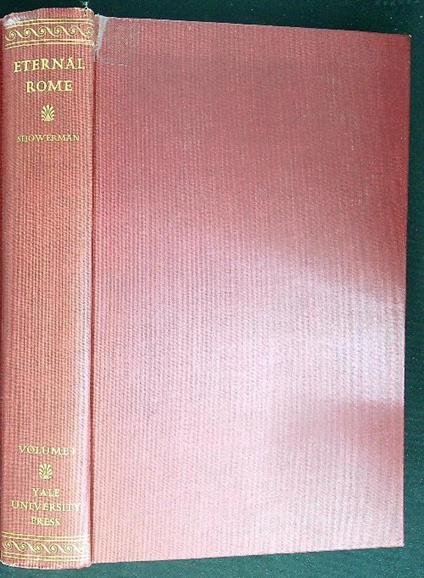 ETERNAL
ROME
SHOWERMAN
VOLUME I
YALE
UNIVERSITY
PRESS